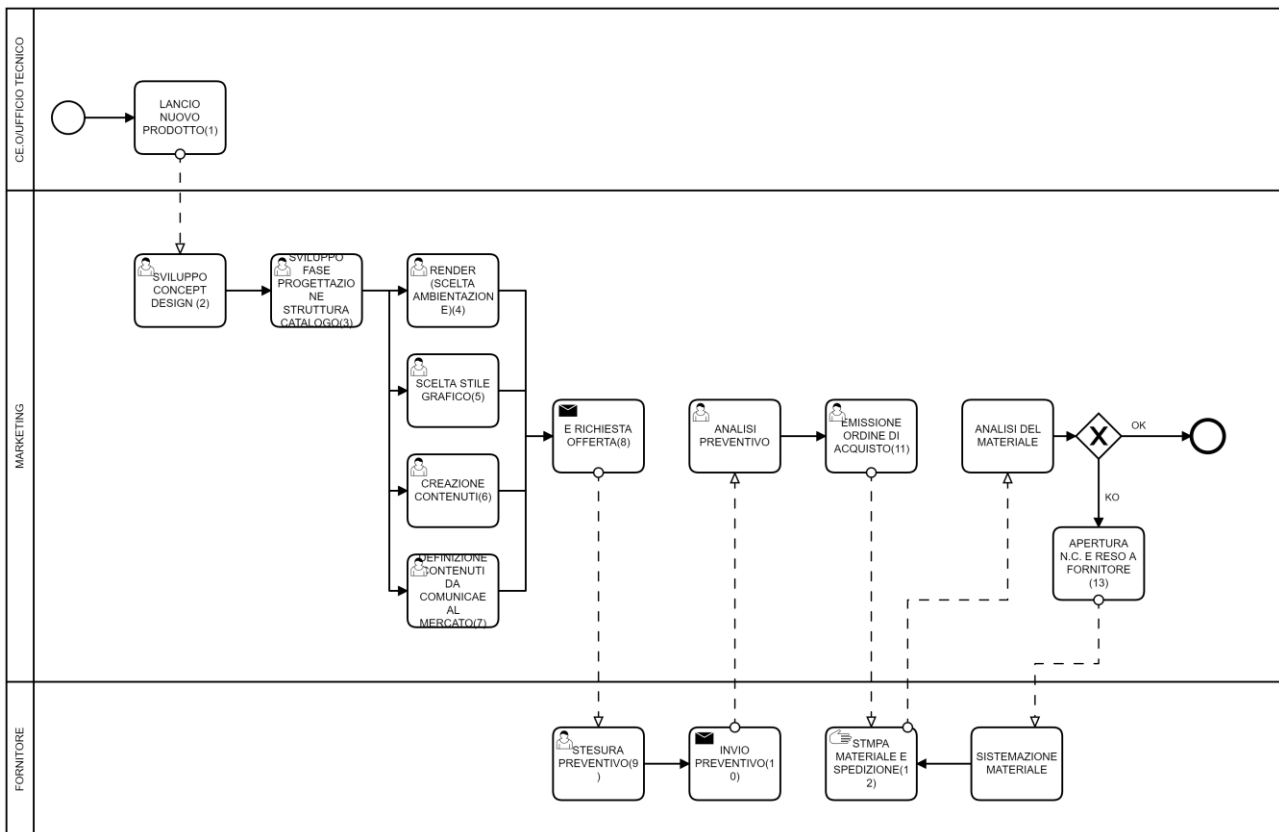 CE.O/UFFICIO TECNICO
LANCIO
NUOVO
PRODOTTO(1)
MARKETING
SVILUPPO
CONCEPT
DESIGN (2)
SVILUPPO
FASE
PROGETTAZIO
NE
STRUTTURA
CATALOGO(3)
RENDER
(SCELTA
AMBIENTAZION
E)(4)
SCELTA STILE
GRAFICO(5)
CREAZIONE
CONTENUTI(6)
DEFINIZIONE
CONTENUTI
DA
COMUNICAE
AL
MERCATO(7)
E RICHIESTA
OFFERTA(8)
ANALISI
PREVENTIVO
EMISSIONE
ORDINE DI
ACQUISTO(11)
ANALISI DEL
MATERIALE
OK
KO
APERTURA
N.C. E RESO A
FORNITORE
(13)
FORNITORE
STESURA
PREVENTIVO(9
)
INVIO
PREVENTIVO(1
0)
STMPA
MATERIALE E
SPEDIZIONE(1
2)
SISTEMAZIONE
MATERIALE